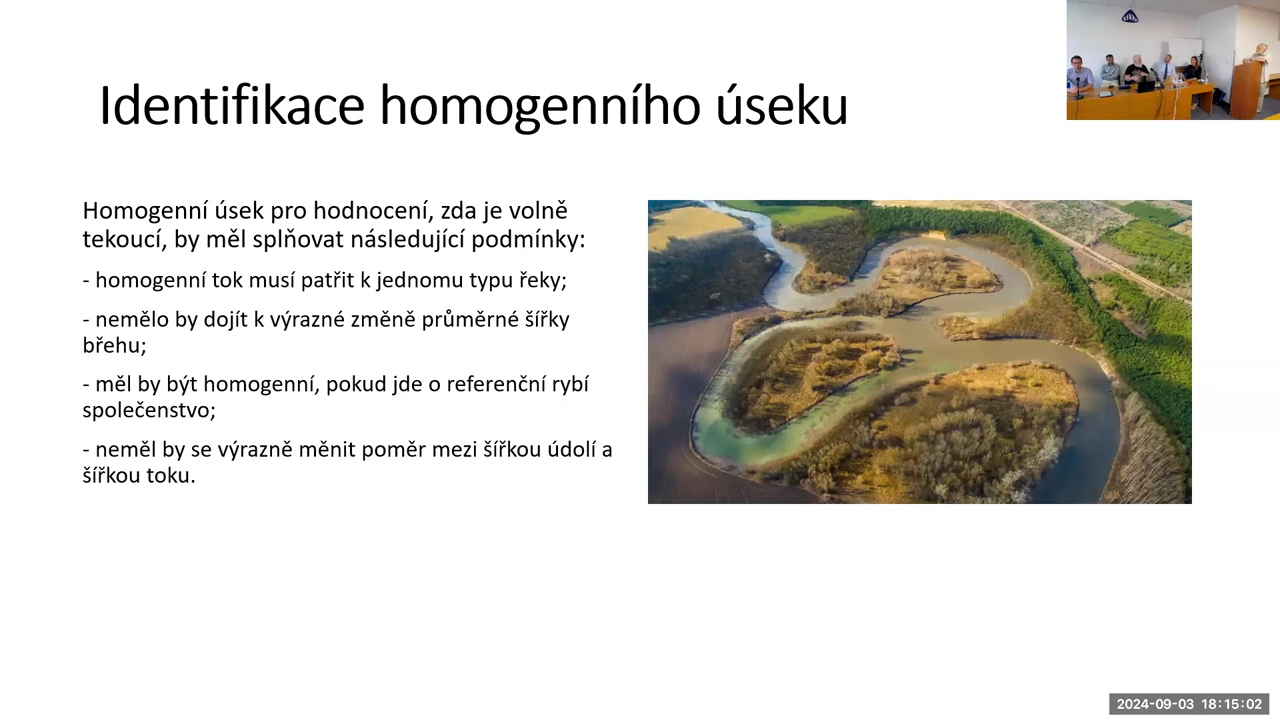 Identifikace homogenního úseku
Homogenní úsek pro hodnocení, zda je volně
tekoucí, by měl splňovat následující podmínky:
- homogenní tok musí patřit k jednomu typu řeky;
- nemělo by dojít k výrazné změně průměrné šířky
břehu;
- měl by být homogenní, pokud jde o referenční rybí
společenstvo;
- neměl by se výrazně měnit poměr mezi šířkou údolí a
šířkou toku.
2024-09-03 18:15:02